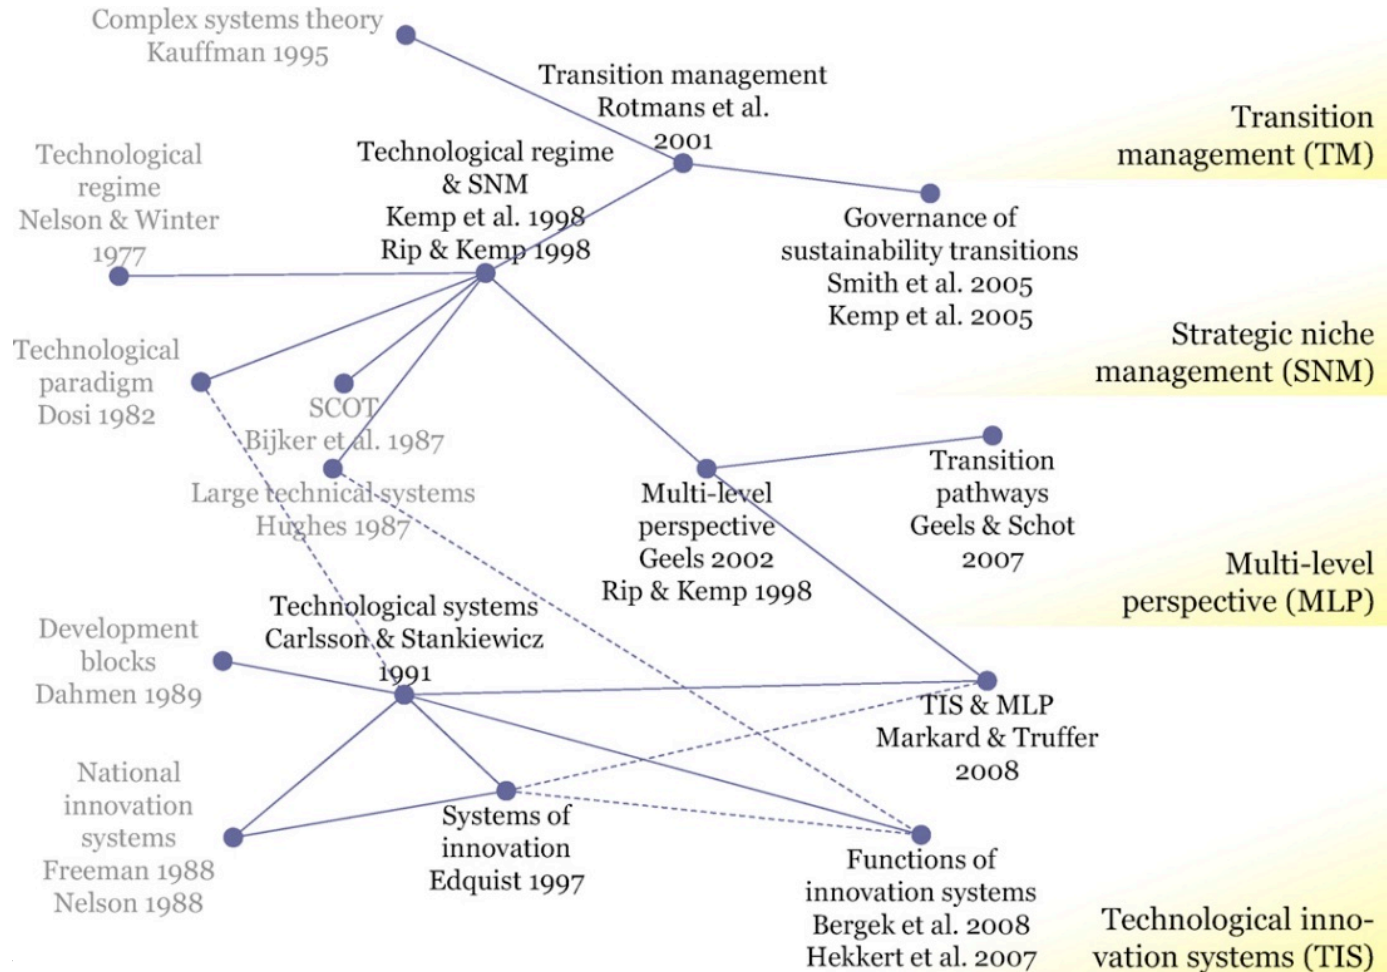 Complex systems theory
Kauffman 1995
Transition management
Rotmans et al.
2001
Transition
management (TM)
Technological
regime
Nelson & Winter
1977
Technological regime
& SNM
Kemp et al. 1998
Rip & Kemp 1998
Governance of
sustainability transitions
Smith et al. 2005
Kemp et al. 2005
Strategic niche
management (SNM)
Technological
paradigm
Dosi 1982
SCOT
Bijker et al. 1987
Large technical systems
Hughes 1987
Multi-level
perspective
Geels 2002
Rip & Kemp 1998
Transition
pathways
Geels & Schot
2007
Multi-level
perspective (MLP)
Development
blocks
Dahmen 1989
Technological systems
Carlsson & Stankiewicz
1991
TIS & MLP
Markard & Truffer
2008
National
innovation
systems
Freeman 1988
Nelson 1988
Systems of
innovation
Edquist 1997
Functions of
innovation systems
Bergek et al. 2008
Hekkert et al. 2007
Technological inno-
vation systems (TIS)